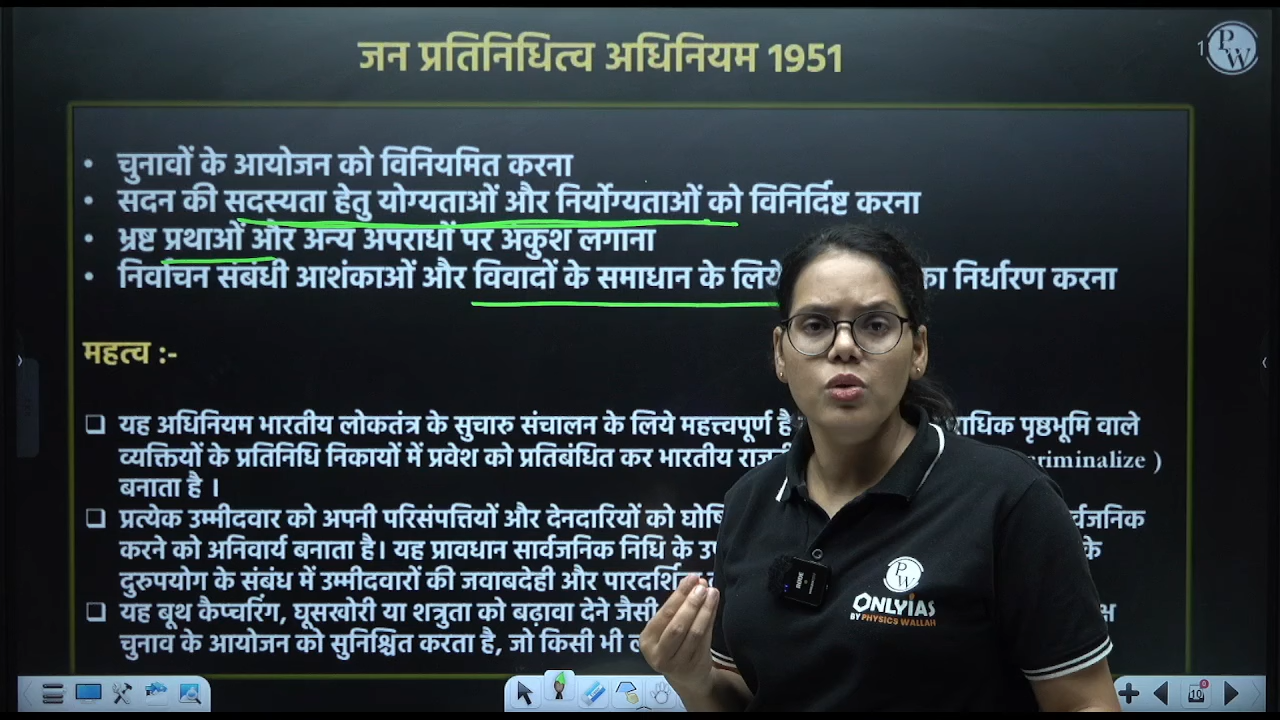 जन प्रतिनिधित्व अधिनियम 1951
PW
• चुनावों के आयोजन को विनियमित करना
• सदन की सदस्यता हेतु योग्यताओं और निर्योग्यताओं को विनिर्दिष्ट करना
• भ्रष्ट प्रथाओं और अन्य अपराधों पर अंकुश लगाना
• निर्वाचन संबंधी आशंकाओं और विवादों के समाधान के लिये का निर्धारण करना
महत्व :-
यह अधिनियम भारतीय लोकतंत्र के सुचारु संचालन के लिये महत्त्वपूर्ण है पृष्ठभूमि वाले
व्यक्तियों के प्रतिनिधि निकायों में प्रवेश को प्रतिबंधित कर भारतीय )
बनाता है ।
प्रत्येक उम्मीदवार को अपनी परिसंपत्तियों और देनदारियों को
करने को अनिवार्य बनाता है। यह प्रावधान सार्वजनिक निधि के के
दुरुपयोग के संबंध में उम्मीदवारों की जवाबदेही और
यह बूथ कैप्चरिंग, घूसखोरी या शत्रुता को बढ़ावा देने जैसी
चुनाव के आयोजन को सुनिश्चित करता है, जो किसी भी
PW
ONLYIAS
BY PHYSICS WALLAH
10